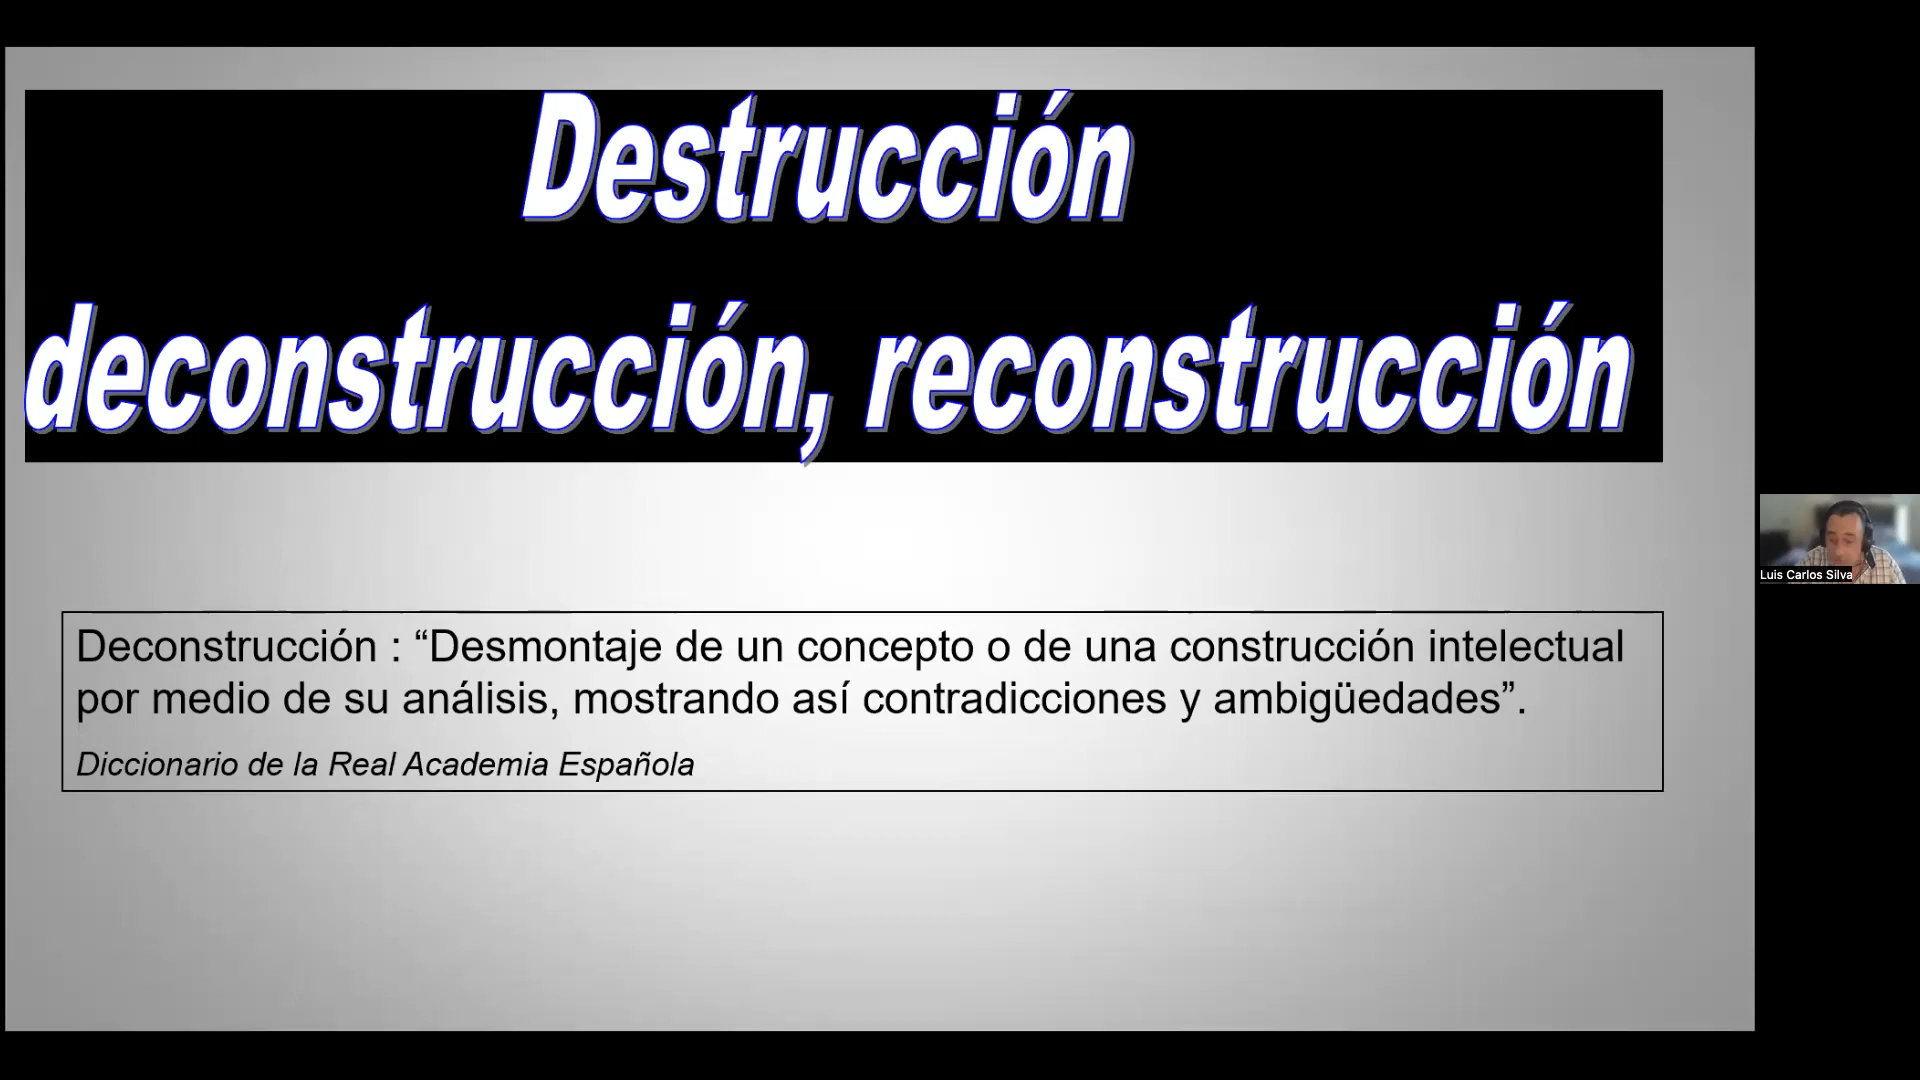 Destrucción
deconstrucción, reconstrucción
Luis Carlos Silva
Deconstrucción : “Desmontaje de un concepto o de una construcción intelectual
por medio de su análisis, mostrando así contradicciones y ambigüedades”.
Diccionario de la Real Academia Española